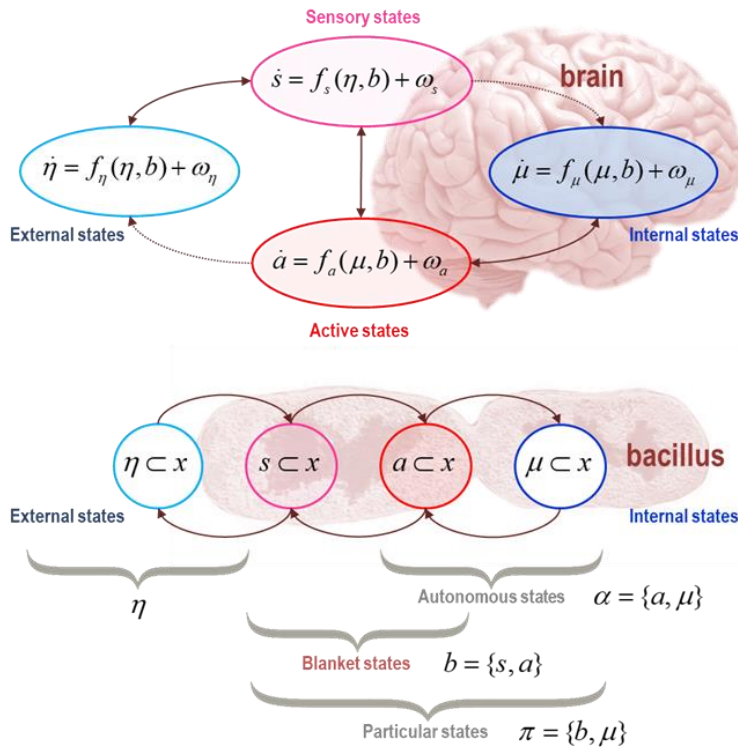 Sensory states
ṡ = f_s(η, b) + ω_s
brain
η̇ = f_η(η, b) + ω_η
μ̇ = f_μ(μ, b) + ω_μ
External states
Internal states
ȧ = f_a(μ, b) + ω_a
Active states
η ⊂ x
s ⊂ x
a ⊂ x
μ ⊂ x
bacillus
External states
Internal states
η
Autonomous states
α = {a, μ}
Blanket states
b = {s, a}
Particular states
π = {b, μ}